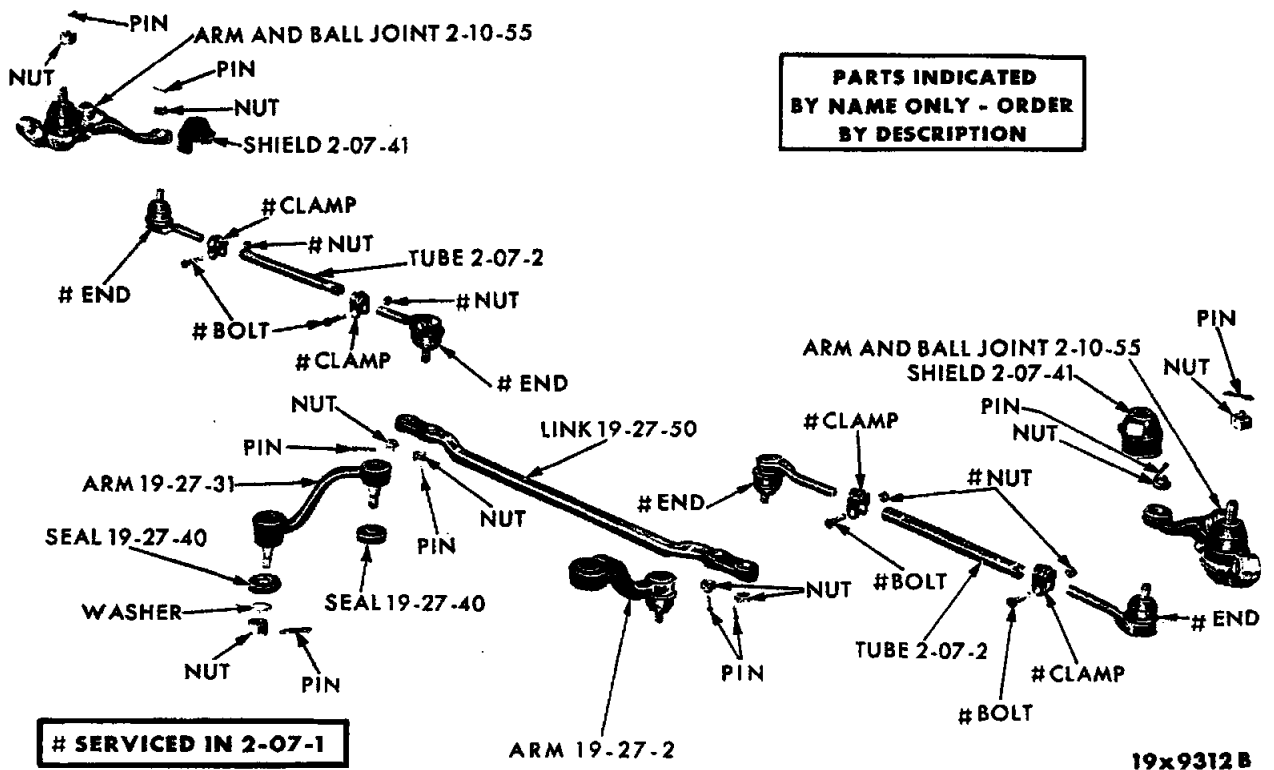 PIN
ARM AND BALL JOINT 2-10-55
NUT
PIN
NUT
SHIELD 2-07-41
PARTS INDICATED
BY NAME ONLY - ORDER
BY DESCRIPTION
# CLAMP
# NUT
TUBE 2-07-2
# END
# NUT
# BOLT
# CLAMP
# END
PIN
ARM AND BALL JOINT 2-10-55
SHIELD 2-07-41
NUT
PIN
NUT
NUT
LINK 19-27-50
# CLAMP
PIN
ARM 19-27-31
# NUT
# END
NUT
PIN
SEAL 19-27-40
SEAL 19-27-40
WASHER
NUT
# BOLT
NUT
PIN
PIN
TUBE 2-07-2
# END
# CLAMP
# BOLT
# SERVICED IN 2-07-1
ARM 19-27-2
19x9312 B